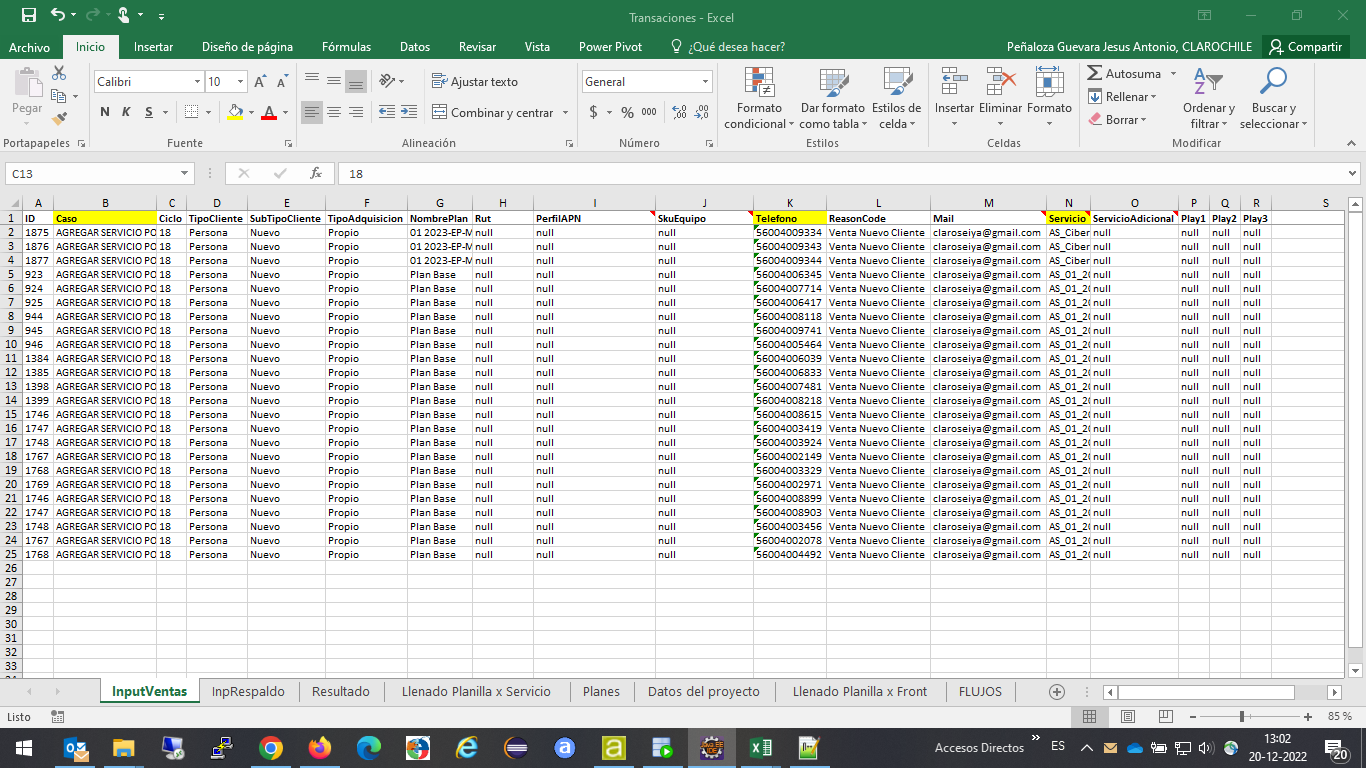 Transaciones - Excel
Archivo Inicio Insertar Diseño de página Fórmulas Datos Revisar Vista Power Pivot ¿Qué desea hacer? Peñaloza Guevara Jesus Antonio, CLAROCHILE Compartir
Pegar Calibri 10 Ajustar texto General Formato condicional Dar formato como tabla Estilos de celda Insertar Eliminar Formato Autosuma Rellenar Borrar Ordenar y filtrar Buscar y seleccionar
N K S Combinar y centrar $ % 000
Portapapeles Fuente Alineación Número Estilos Celdas Modificar
C13 fx 18
A B C D E F G H I J K L M N O P Q R S
1 ID Caso Ciclo TipoCliente SubTipoCliente TipoAdquisicion NombrePlan Rut PerfilAPN SkuEquipo Telefono ReasonCode Mail Servicio ServicioAdicional Play1 Play2 Play3
2 1875 AGREGAR SERVICIO PO 18 Persona Nuevo Propio 01 2023-EP-M null null null 56004009334 Venta Nuevo Cliente claroseiya@gmail.com AS_Ciber null null null null
3 1876 AGREGAR SERVICIO PO 18 Persona Nuevo Propio 01 2023-EP-M null null null 56004009343 Venta Nuevo Cliente claroseiya@gmail.com AS_Ciber null null null null
4 1877 AGREGAR SERVICIO PO 18 Persona Nuevo Propio 01 2023-EP-M null null null 56004009344 Venta Nuevo Cliente claroseiya@gmail.com AS_Ciber null null null null
5 923 AGREGAR SERVICIO PO 18 Persona Nuevo Propio Plan Base null null null 56004006345 Venta Nuevo Cliente claroseiya@gmail.com AS_01_20 null null null null
6 924 AGREGAR SERVICIO PO 18 Persona Nuevo Propio Plan Base null null null 56004007714 Venta Nuevo Cliente claroseiya@gmail.com AS_01_20 null null null null
7 925 AGREGAR SERVICIO PO 18 Persona Nuevo Propio Plan Base null null null 56004006417 Venta Nuevo Cliente claroseiya@gmail.com AS_01_20 null null null null
8 944 AGREGAR SERVICIO PO 18 Persona Nuevo Propio Plan Base null null null 56004008118 Venta Nuevo Cliente claroseiya@gmail.com AS_01_20 null null null null
9 945 AGREGAR SERVICIO PO 18 Persona Nuevo Propio Plan Base null null null 56004009741 Venta Nuevo Cliente claroseiya@gmail.com AS_01_20 null null null null
10 946 AGREGAR SERVICIO PO 18 Persona Nuevo Propio Plan Base null null null 56004005464 Venta Nuevo Cliente claroseiya@gmail.com AS_01_20 null null null null
11 1384 AGREGAR SERVICIO PO 18 Persona Nuevo Propio Plan Base null null null 56004006039 Venta Nuevo Cliente claroseiya@gmail.com AS_01_20 null null null null
12 1385 AGREGAR SERVICIO PO 18 Persona Nuevo Propio Plan Base null null null 56004006833 Venta Nuevo Cliente claroseiya@gmail.com AS_01_20 null null null null
13 1398 AGREGAR SERVICIO PO 18 Persona Nuevo Propio Plan Base null null null 56004007481 Venta Nuevo Cliente claroseiya@gmail.com AS_01_20 null null null null
14 1399 AGREGAR SERVICIO PO 18 Persona Nuevo Propio Plan Base null null null 56004008218 Venta Nuevo Cliente claroseiya@gmail.com AS_01_20 null null null null
15 1746 AGREGAR SERVICIO PO 18 Persona Nuevo Propio Plan Base null null null 56004008615 Venta Nuevo Cliente claroseiya@gmail.com AS_01_20 null null null null
16 1747 AGREGAR SERVICIO PO 18 Persona Nuevo Propio Plan Base null null null 56004003419 Venta Nuevo Cliente claroseiya@gmail.com AS_01_20 null null null null
17 1748 AGREGAR SERVICIO PO 18 Persona Nuevo Propio Plan Base null null null 56004003924 Venta Nuevo Cliente claroseiya@gmail.com AS_01_20 null null null null
18 1767 AGREGAR SERVICIO PO 18 Persona Nuevo Propio Plan Base null null null 56004002149 Venta Nuevo Cliente claroseiya@gmail.com AS_01_20 null null null null
19 1768 AGREGAR SERVICIO PO 18 Persona Nuevo Propio Plan Base null null null 56004003329 Venta Nuevo Cliente claroseiya@gmail.com AS_01_20 null null null null
20 1769 AGREGAR SERVICIO PO 18 Persona Nuevo Propio Plan Base null null null 56004002971 Venta Nuevo Cliente claroseiya@gmail.com AS_01_20 null null null null
21 1746 AGREGAR SERVICIO PO 18 Persona Nuevo Propio Plan Base null null null 56004008899 Venta Nuevo Cliente claroseiya@gmail.com AS_01_20 null null null null
22 1747 AGREGAR SERVICIO PO 18 Persona Nuevo Propio Plan Base null null null 56004008903 Venta Nuevo Cliente claroseiya@gmail.com AS_01_20 null null null null
23 1748 AGREGAR SERVICIO PO 18 Persona Nuevo Propio Plan Base null null null 56004003456 Venta Nuevo Cliente claroseiya@gmail.com AS_01_20 null null null null
24 1767 AGREGAR SERVICIO PO 18 Persona Nuevo Propio Plan Base null null null 56004002078 Venta Nuevo Cliente claroseiya@gmail.com AS_01_20 null null null null
25 1768 AGREGAR SERVICIO PO 18 Persona Nuevo Propio Plan Base null null null 56004004492 Venta Nuevo Cliente claroseiya@gmail.com AS_01_20 null null null null
26
27
28
29
30
31
32
33
InputVentas InpRespaldo Resultado Llenado Planilla x Servicio Planes Datos del proyecto Llenado Planilla x Front FLUJOS
Listo 85 %
Accesos Directos ES 13:02
20-12-2022 20